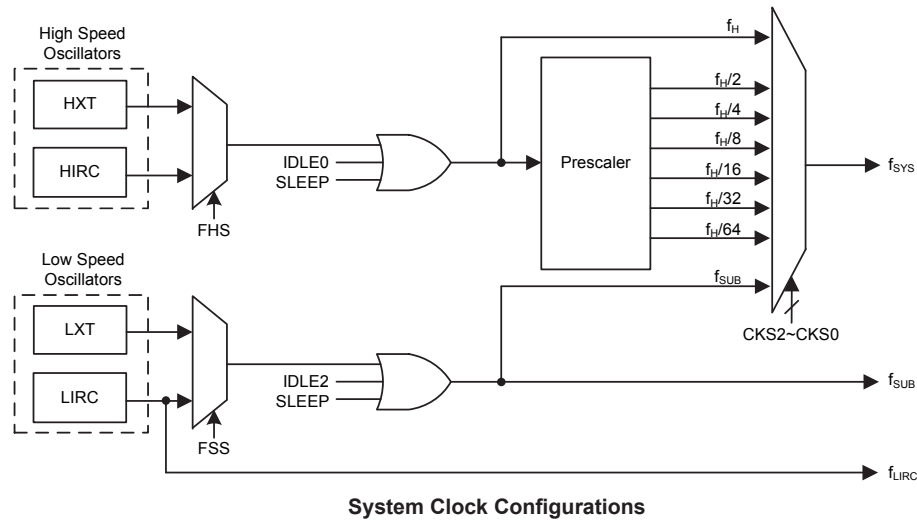 High Speed
Oscillators
HXT
HIRC
FHS
IDLE0
SLEEP
Prescaler
fH
fH/2
fH/4
fH/8
fH/16
fH/32
fH/64
fSUB
CKS2~CKS0
fSYS
Low Speed
Oscillators
LXT
LIRC
FSS
IDLE2
SLEEP
fSUB
fLIRC
System Clock Configurations